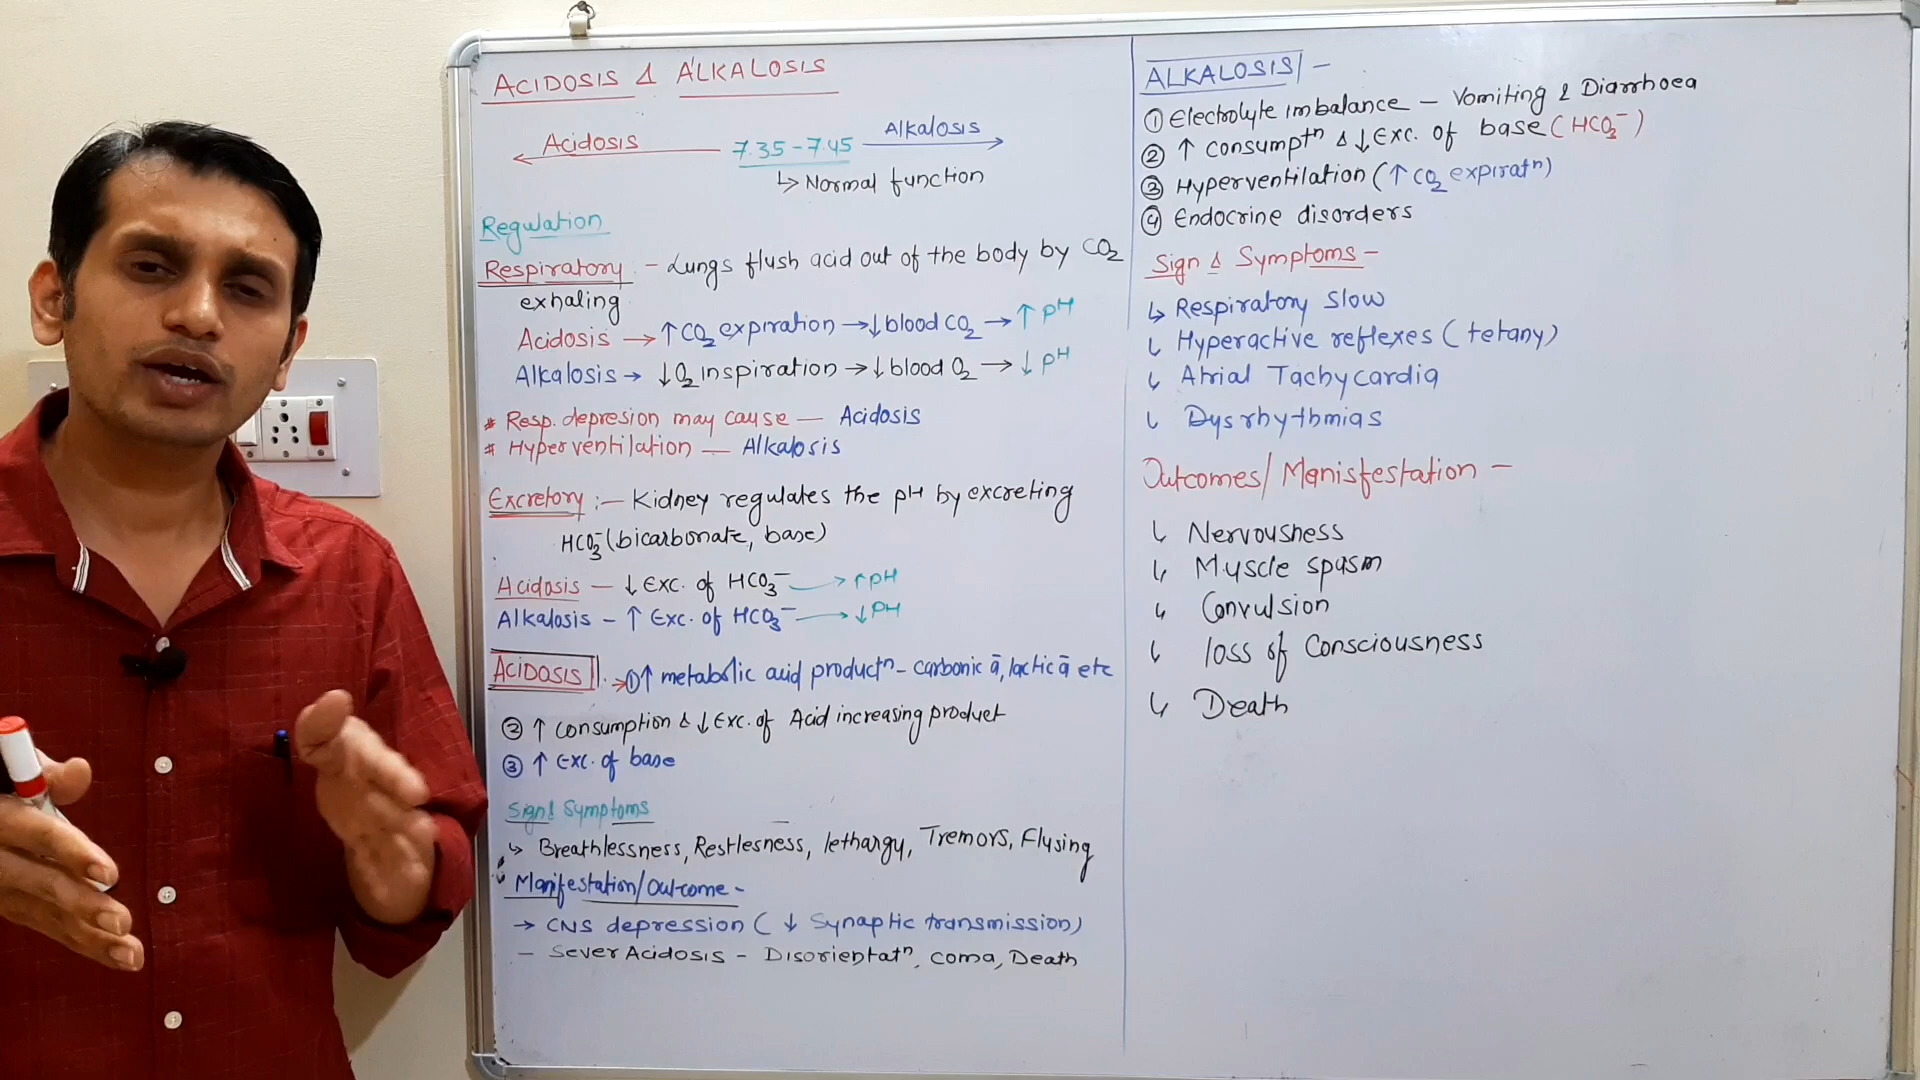 ACIDOSIS & ALKALOSIS
Acidosis 7.35-7.45 Alkalosis
↳ Normal function
Regulation
Respiratory :- Lungs flush acid out of the body by CO2
exhaling
Acidosis → ↑ CO2 expiration → ↓ blood CO2 → ↑ pH
Alkalosis → ↓ O2 inspiration → ↓ blood O2 → ↓ pH
* Resp. depresion may cause — Acidosis
* Hyperventilation — Alkalosis
Excretory :- Kidney regulates the pH by excreting
HCO3- (bicarbonate, base)
Acidosis - ↓ Exc. of HCO3- → ↑ pH
Alkalosis - ↑ Exc. of HCO3- → ↓ pH
ACIDOSIS → ① ↑ metabolic acid productn - carbonic ā, lactic ā etc
② ↑ consumption & ↓ Exc. of Acid increasing product
③ ↑ Exc. of base
Sign & Symptoms
↳ Breathlessness, Restlesness, lethargy, Tremors, Flusing
Manifestation/Outcome -
→ CNS depression ( ↓ Synaptic transmission)
- Sever Acidosis - Disorientatn, coma, Death
ALKALOSIS -
① Electrolyte imbalance - Vomiting & Diarrhoea
② ↑ consumptn & ↓ Exc. of base (HCO3-)
③ Hyperventilation (↑ CO2 expiratn)
④ Endocrine disorders
Sign & Symptoms -
↳ Respiratory slow
↳ Hyperactive reflexes (tetany)
↳ Atrial Tachycardia
↳ Dysrhythmias
Outcomes/Menisfestation -
↳ Nervousness
↳ Muscle spasm
↳ Convulsion
↳ loss of Consciousness
↳ Death